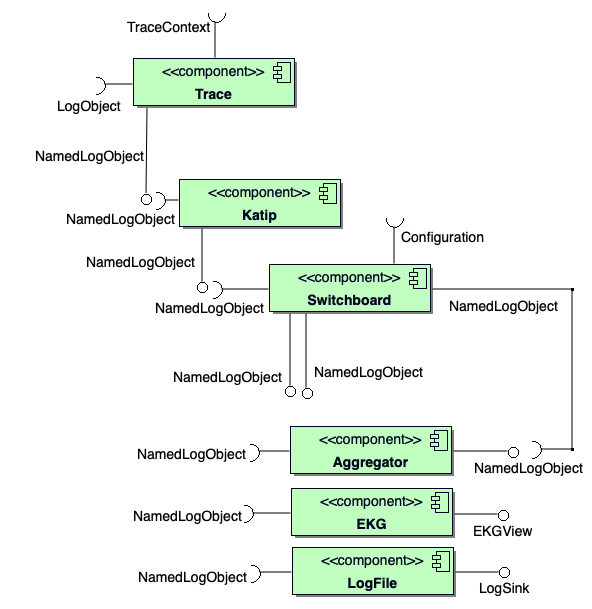 TraceContext
<<component>>
Trace
LogObject
NamedLogObject
<<component>>
Katip
NamedLogObject
Configuration
NamedLogObject
<<component>>
Switchboard
NamedLogObject
NamedLogObject
NamedLogObject
NamedLogObject
<<component>>
Aggregator
NamedLogObject
NamedLogObject
<<component>>
EKG
NamedLogObject
EKGView
<<component>>
LogFile
NamedLogObject
LogSink